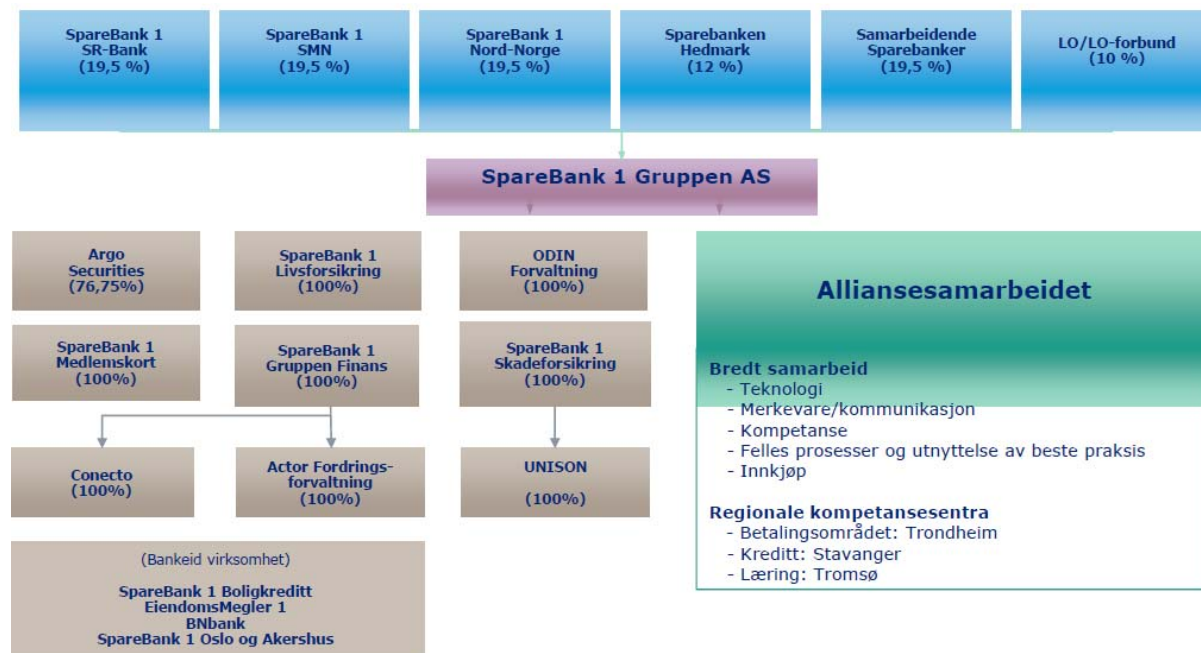 SpareBank 1
SR-Bank
(19,5 %)
SpareBank 1
SMN
(19,5 %)
SpareBank 1
Nord-Norge
(19,5 %)
Sparebanken
Hedmark
(12 %)
Samarbeidende
Sparebanker
(19,5 %)
LO/LO-forbund
(10 %)
SpareBank 1 Gruppen AS
Argo
Securities
(76,75%)
SpareBank 1
Livsforsikring
(100%)
ODIN
Forvaltning
(100%)
SpareBank 1
Medlemskort
(100%)
SpareBank 1
Gruppen Finans
(100%)
SpareBank 1
Skadeforsikring
(100%)
Conecto
(100%)
Actor Fordrings-
forvaltning
(100%)
UNISON
(100%)
(Bankeid virksomhet)
SpareBank 1 Boligkreditt
EiendomsMegler 1
BNbank
SpareBank 1 Oslo og Akershus
Alliansesamarbeidet
Bredt samarbeid
- Teknologi
- Merkevare/kommunikasjon
- Kompetanse
- Felles prosesser og utnyttelse av beste praksis
- Innkjøp
Regionale kompetansesentra
- Betalingsområdet: Trondheim
- Kreditt: Stavanger
- Læring: Tromsø